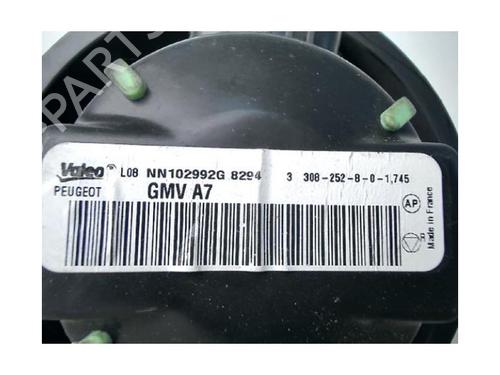 PARTS
Valeo L08 NN102992G 8294 3 308-252-8-0-1,745
PEUGEOT GMV A7
AP
Made in France